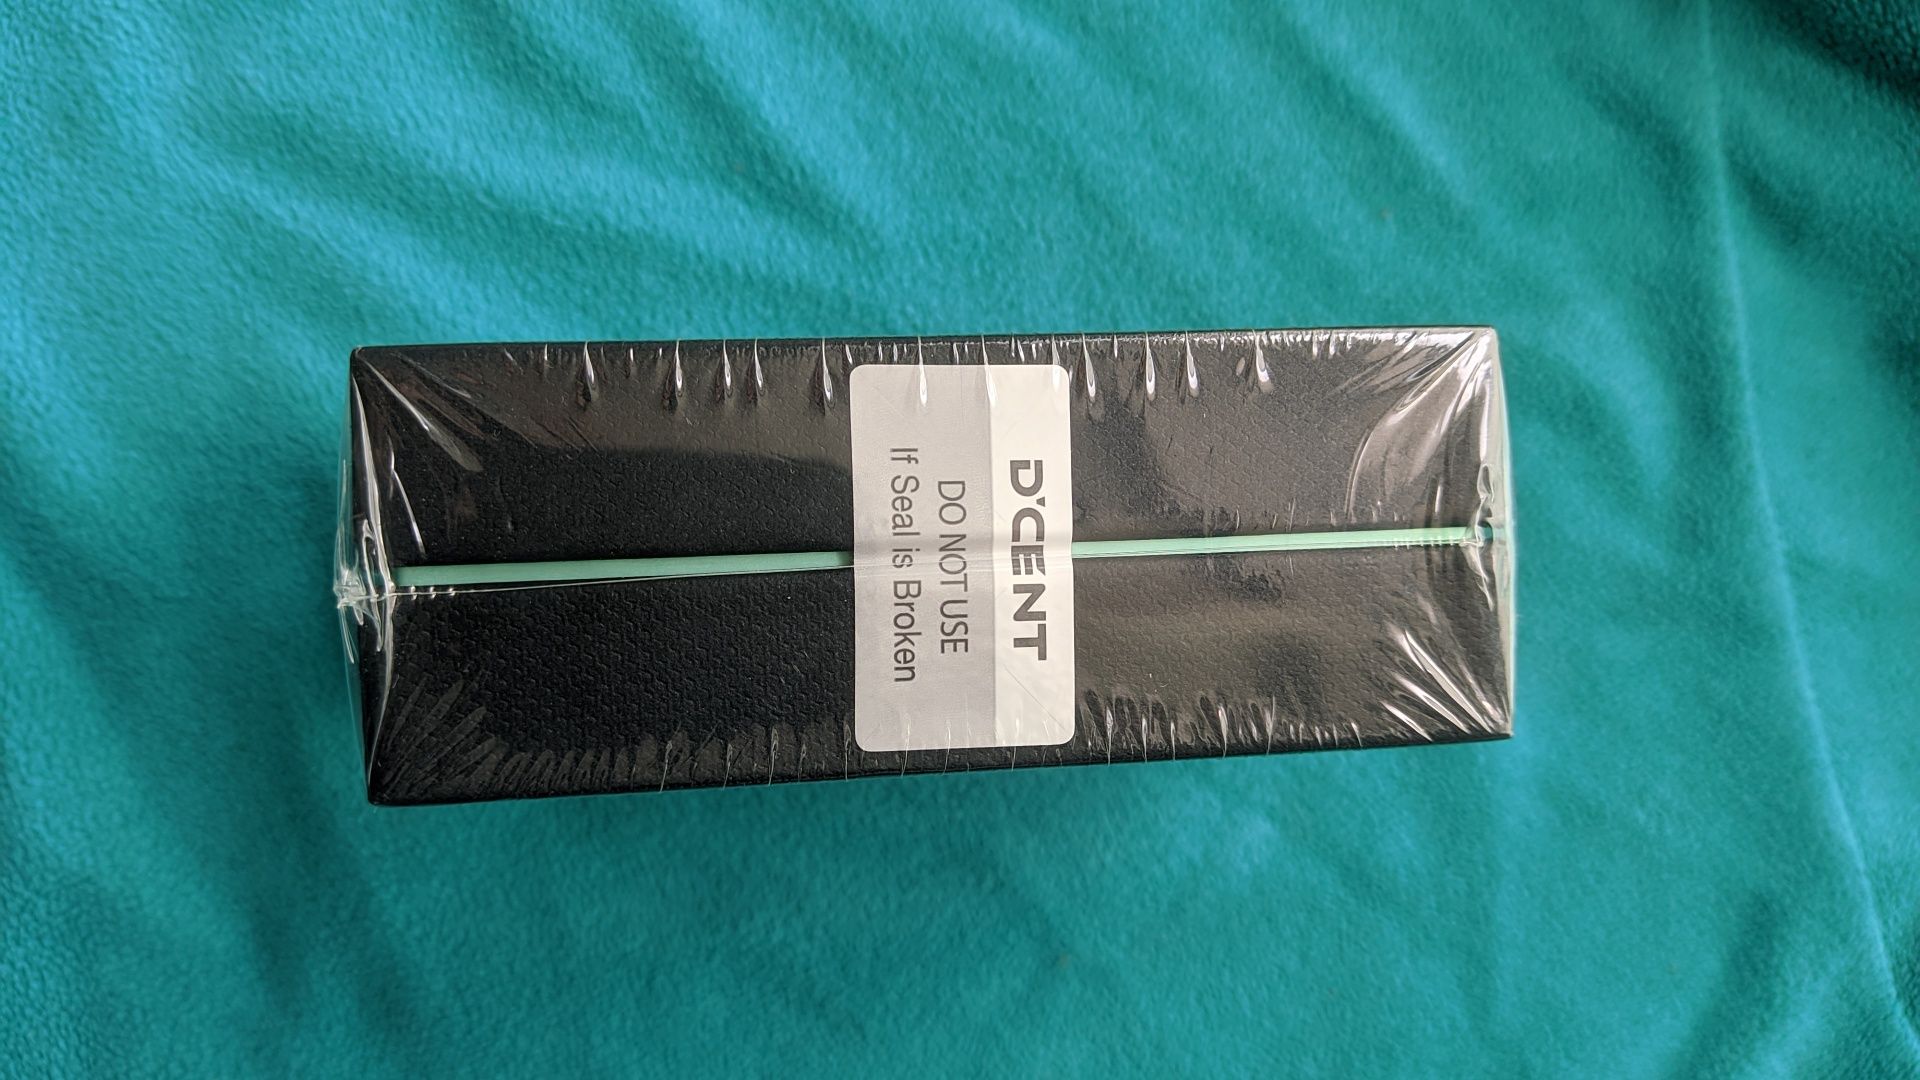 D'CENT
DO NOT USE
If Seal is Broken